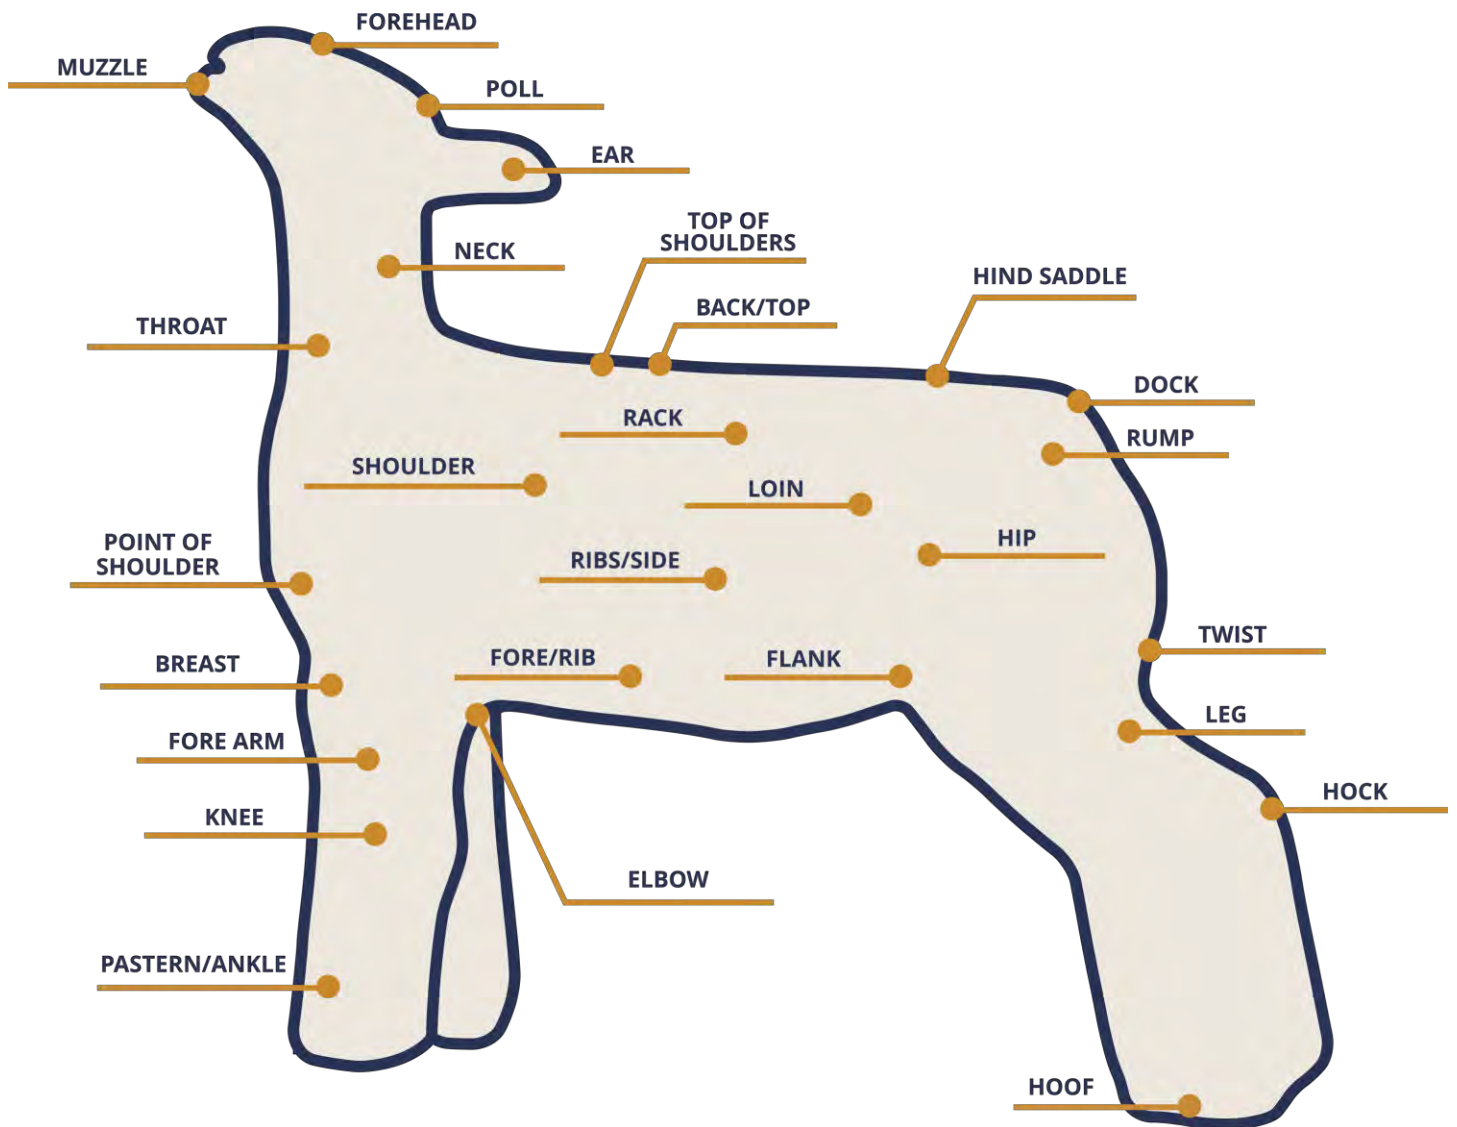 FOREHEAD
MUZZLE
POLL
EAR
TOP OF
SHOULDERS
NECK
HIND SADDLE
BACK/TOP
THROAT
DOCK
RACK
RUMP
SHOULDER
LOIN
HIP
POINT OF
SHOULDER
RIBS/SIDE
TWIST
FORE/RIB
FLANK
BREAST
LEG
FORE ARM
HOCK
KNEE
ELBOW
PASTERN/ANKLE
HOOF